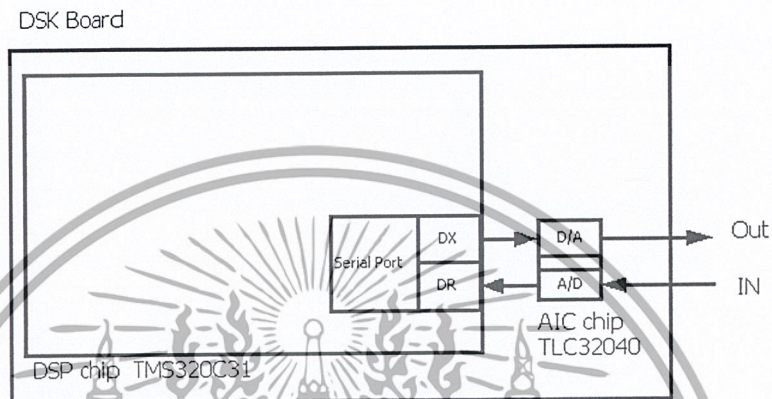 DSK Board
DX
D/A
Out
Serial Port
DR
A/D
IN
AIC chip
TLC32040
DSP chip TMS320C31